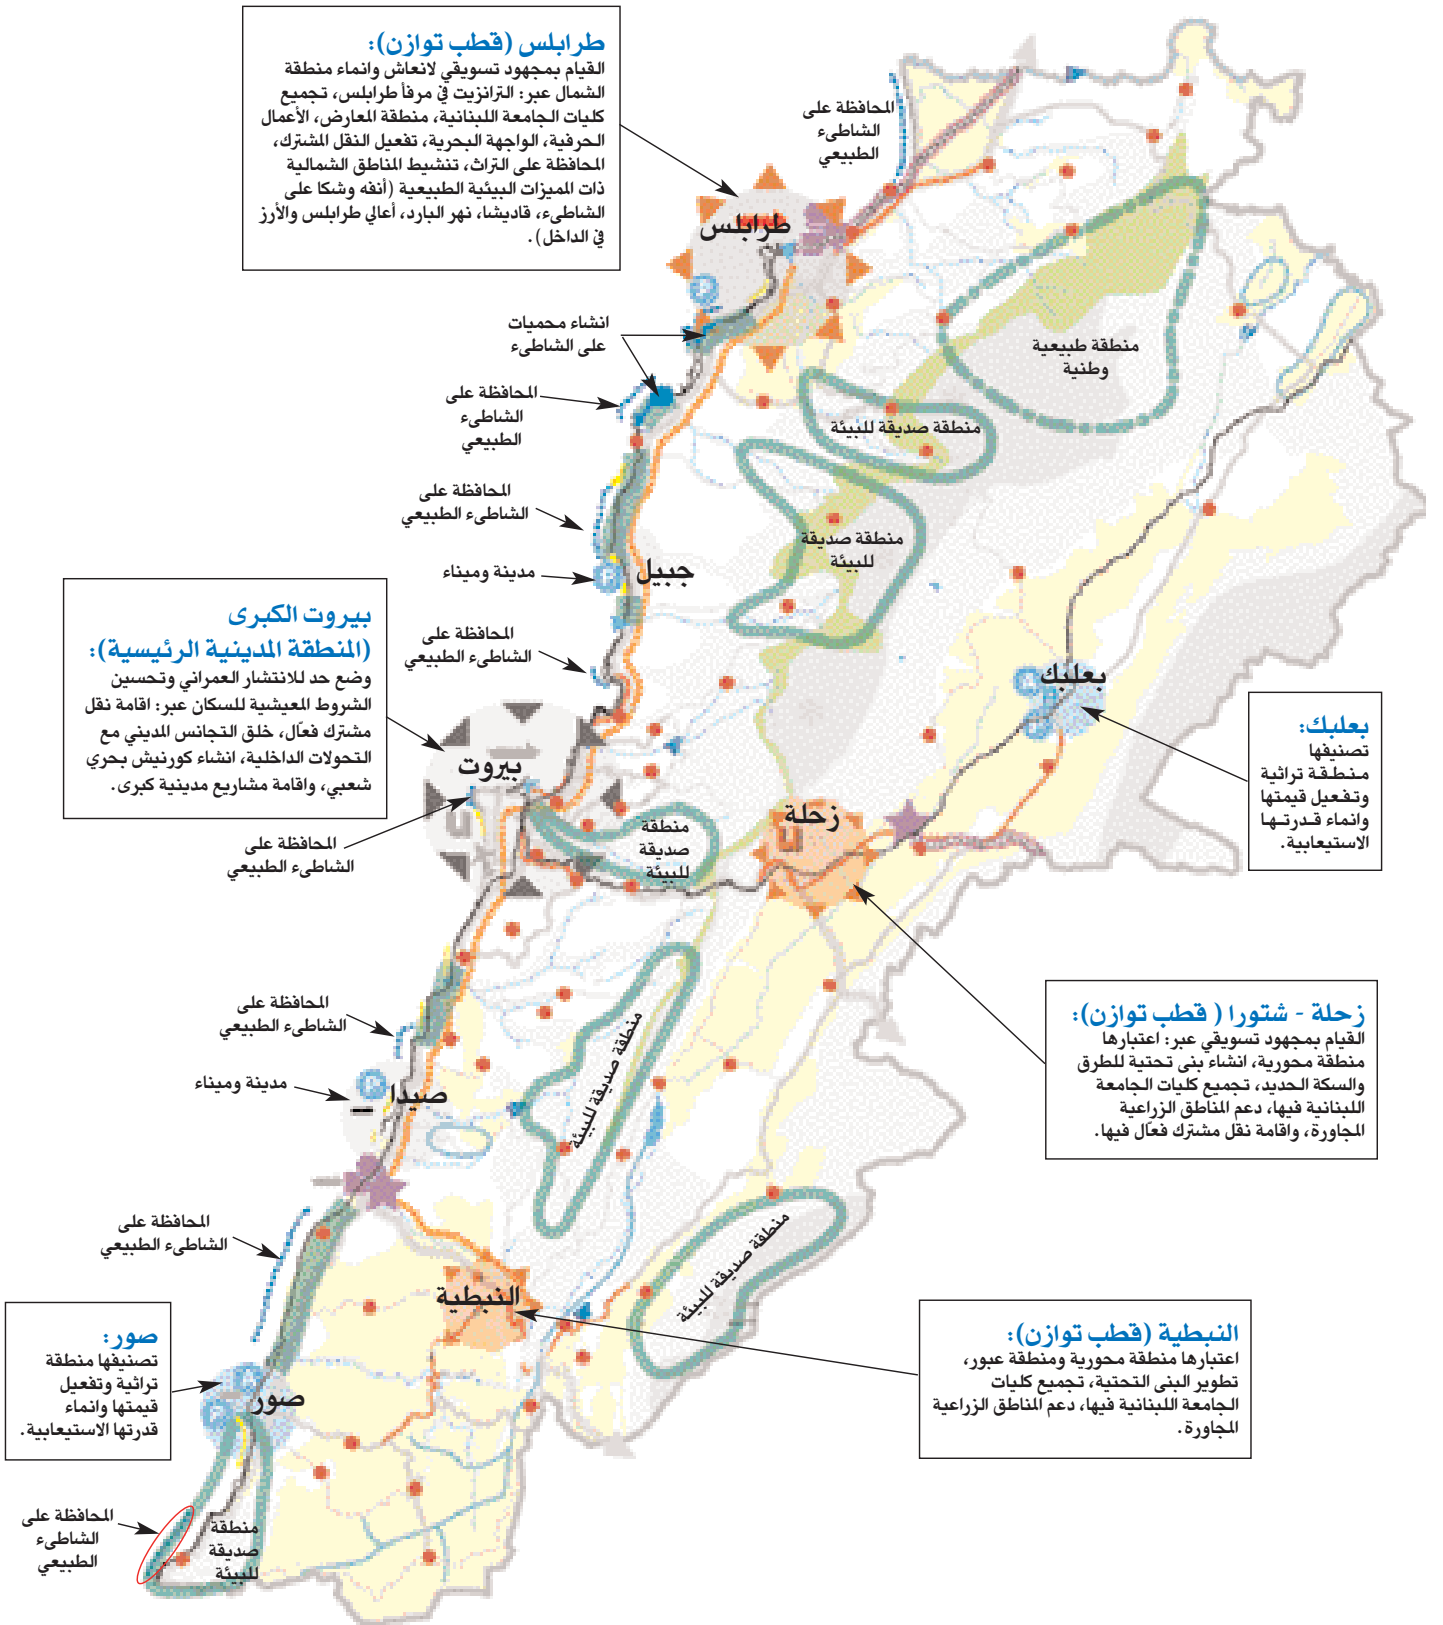 طرابلس (قطب توازن):
القيام بمجهود تسويقي لانعاش وانماء منطقة
الشمال عبر: الترانزيت في مرفأ طرابلس، تجميع
كليات الجامعة اللبنانية، منطقة المعارض، الأعمال
الحرفية، الواجهة البحرية، تفعيل النقل المشترك،
المحافظة على التراث، تنشيط المناطق الشمالية
ذات الميزات البيئية الطبيعية (أنفه وشكا على
الشاطىء، قاديشا، نهر البارد، أعالي طرابلس والأرز
في الداخل).
المحافظة على
الشاطىء
الطبيعي
طرابلس
انشاء محميات
على الشاطىء
منطقة طبيعية
وطنية
المحافظة على
الشاطىء
الطبيعي
منطقة صديقة للبيئة
المحافظة على
الشاطىء الطبيعي
منطقة صديقة
للبيئة
مدينة وميناء
جبيل
بيروت الكبرى
(المنطقة المدينية الرئيسية):
وضع حد للانتشار العمراني وتحسين
الشروط المعيشية للسكان عبر: اقامة نقل
مشترك فعّال، خلق التجانس المديني مع
التحولات الداخلية، انشاء كورنيش بحري
شعبي، واقامة مشاريع مدينية كبرى.
المحافظة على
الشاطىء الطبيعي
بعلبك
بعلبك:
تصنيفها
منطقة تراثية
وتفعيل قيمتها
وانماء قدرتها
الاستيعابية.
بيروت
زحلة
منطقة
صديقة
للبيئة
المحافظة على
الشاطىء الطبيعي
زحلة - شتورا ( قطب توازن):
القيام بمجهود تسويقي عبر: اعتبارها
منطقة محورية، انشاء بنى تحتية للطرق
والسكة الحديد، تجميع كليات الجامعة
اللبنانية فيها، دعم المناطق الزراعية
المجاورة، واقامة نقل مشترك فعّال فيها.
المحافظة على
الشاطىء الطبيعي
منطقة صديقة للبيئة
مدينة وميناء
صيدا
المحافظة على
الشاطىء الطبيعي
منطقة صديقة للبيئة
النبطية
النبطية (قطب توازن):
اعتبارها منطقة محورية ومنطقة عبور،
تطوير البنى التحتية، تجميع كليات
الجامعة اللبنانية فيها، دعم المناطق الزراعية
المجاورة.
صور:
تصنيفها منطقة
تراثية وتفعيل
قيمتها وانماء
قدرتها الاستيعابية.
صور
المحافظة على
الشاطىء
الطبيعي
منطقة
صديقة
للبيئة